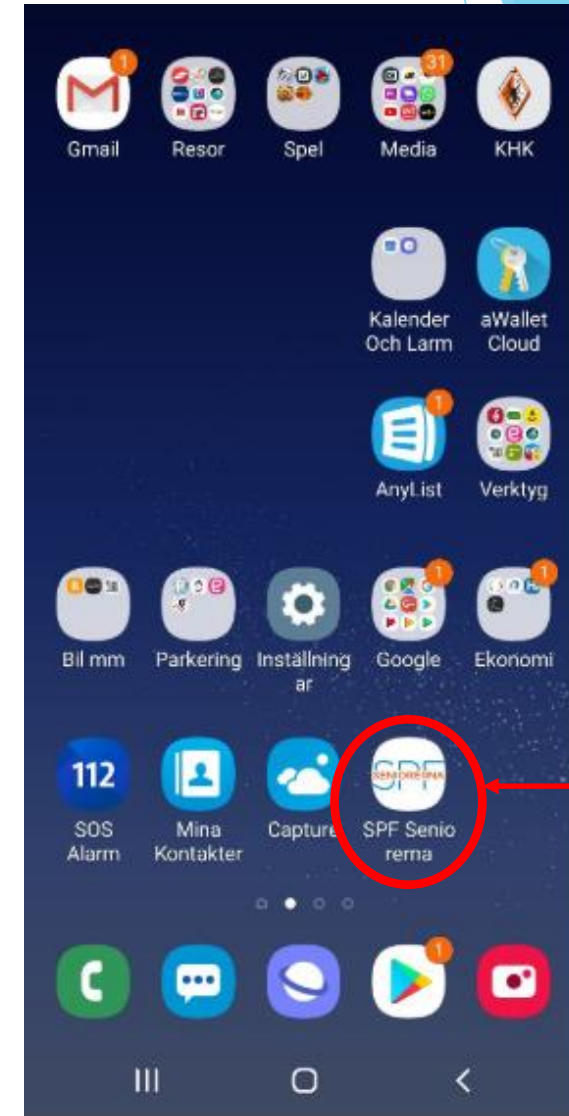 1
31
Gmail
Resor
Spel
Media
KHK
Kalender
Och Larm
aWallet
Cloud
1
AnyList
Verktyg
1
1
Bil mm
Parkering
Inställning
ar
Google
Ekonomi
112
SPF
SENIORERNA
SOS
Alarm
Mina
Kontakter
Capture
SPF Senio
rerna
1